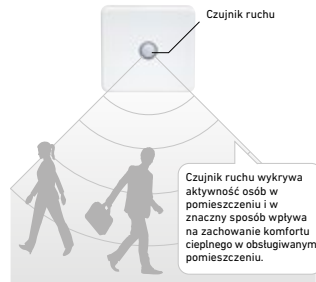 Czujnik ruchu
Czujnik ruchu wykrywa
aktywność osób w
pomieszczeniu i w
znaczny sposób wpływa
na zachowanie komfortu
cieplnego w obsługiwanym
pomieszczeniu.